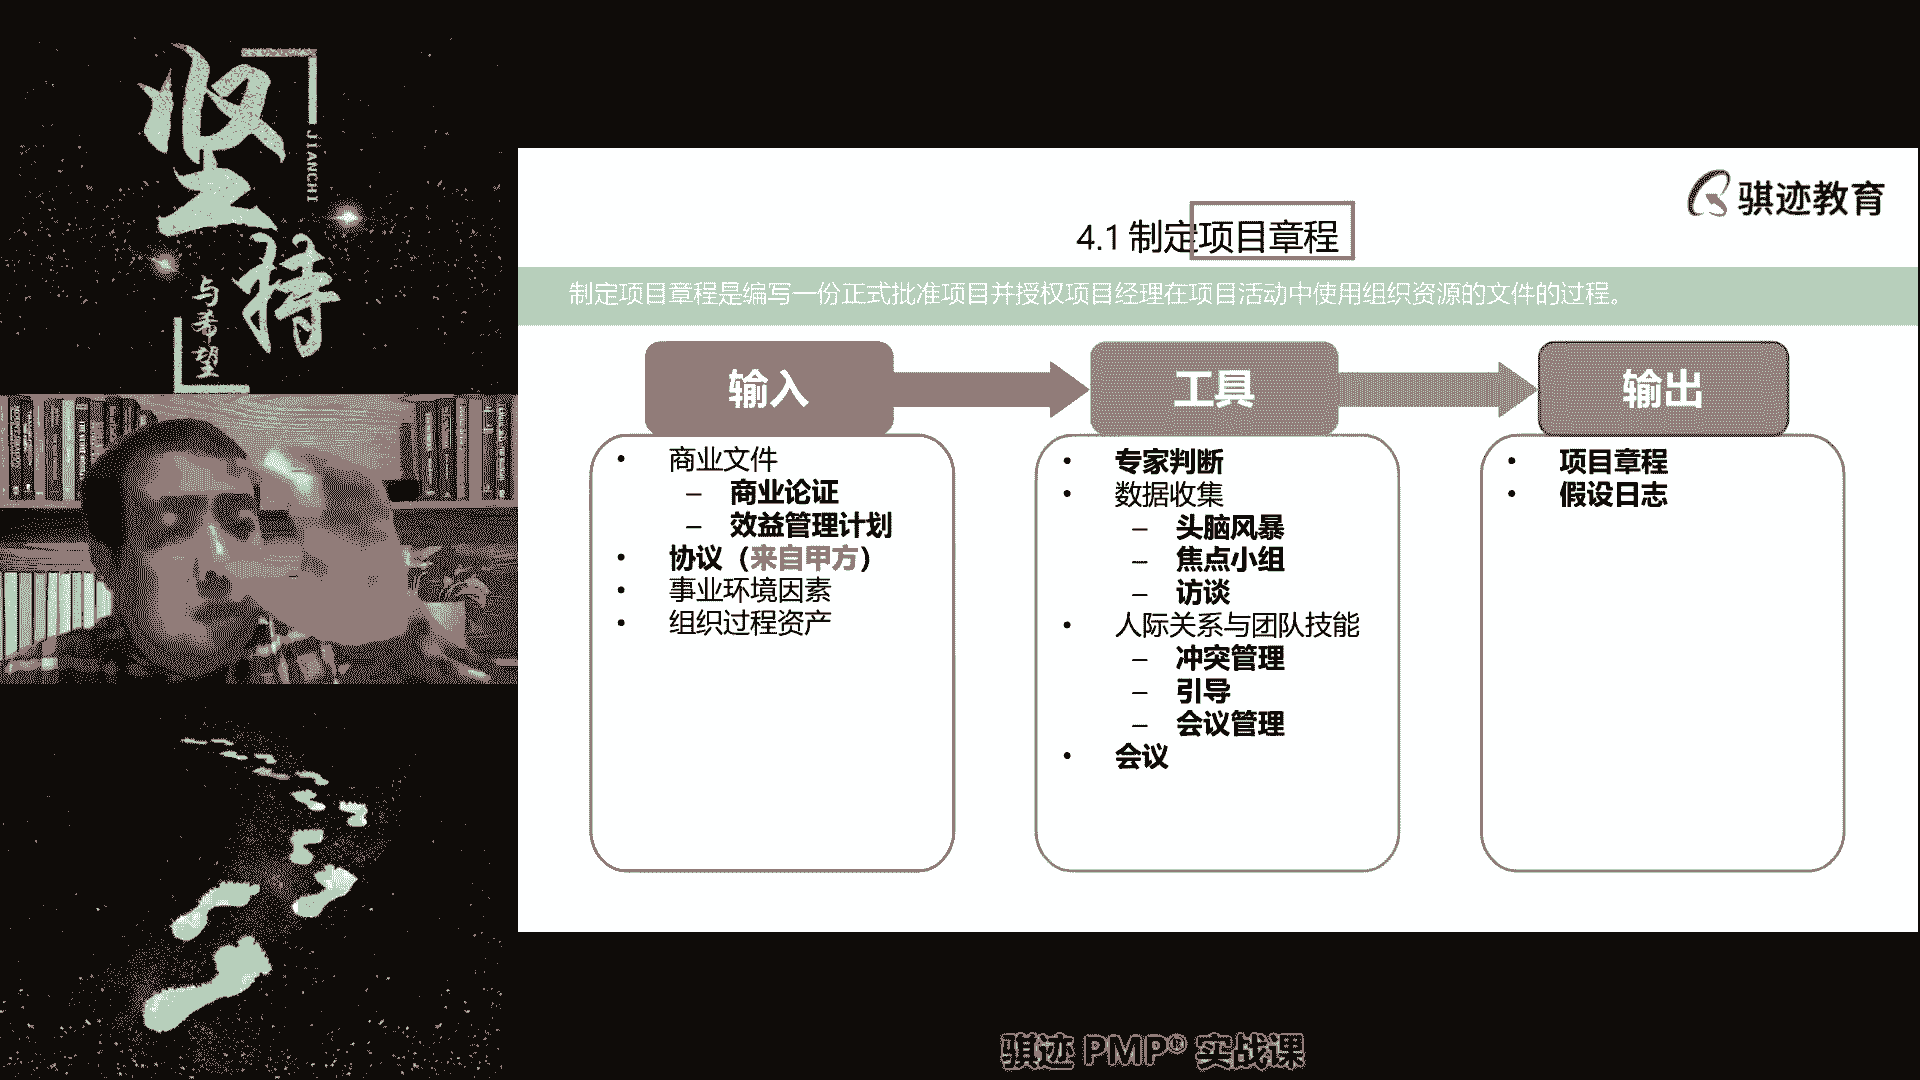 坚持
JIANCHI
与希望
骐迹教育
4.1 制定项目章程
制定项目章程是编写一份正式批准项目并授权项目经理在项目活动中使用组织资源的文件的过程。
输入
• 商业文件
– 商业论证
– 效益管理计划
• 协议（来自甲方）
• 事业环境因素
• 组织过程资产
工具
• 专家判断
• 数据收集
– 头脑风暴
– 焦点小组
– 访谈
• 人际关系与团队技能
– 冲突管理
– 引导
– 会议管理
• 会议
输出
• 项目章程
• 假设日志
骐迹 PMP® 实战课